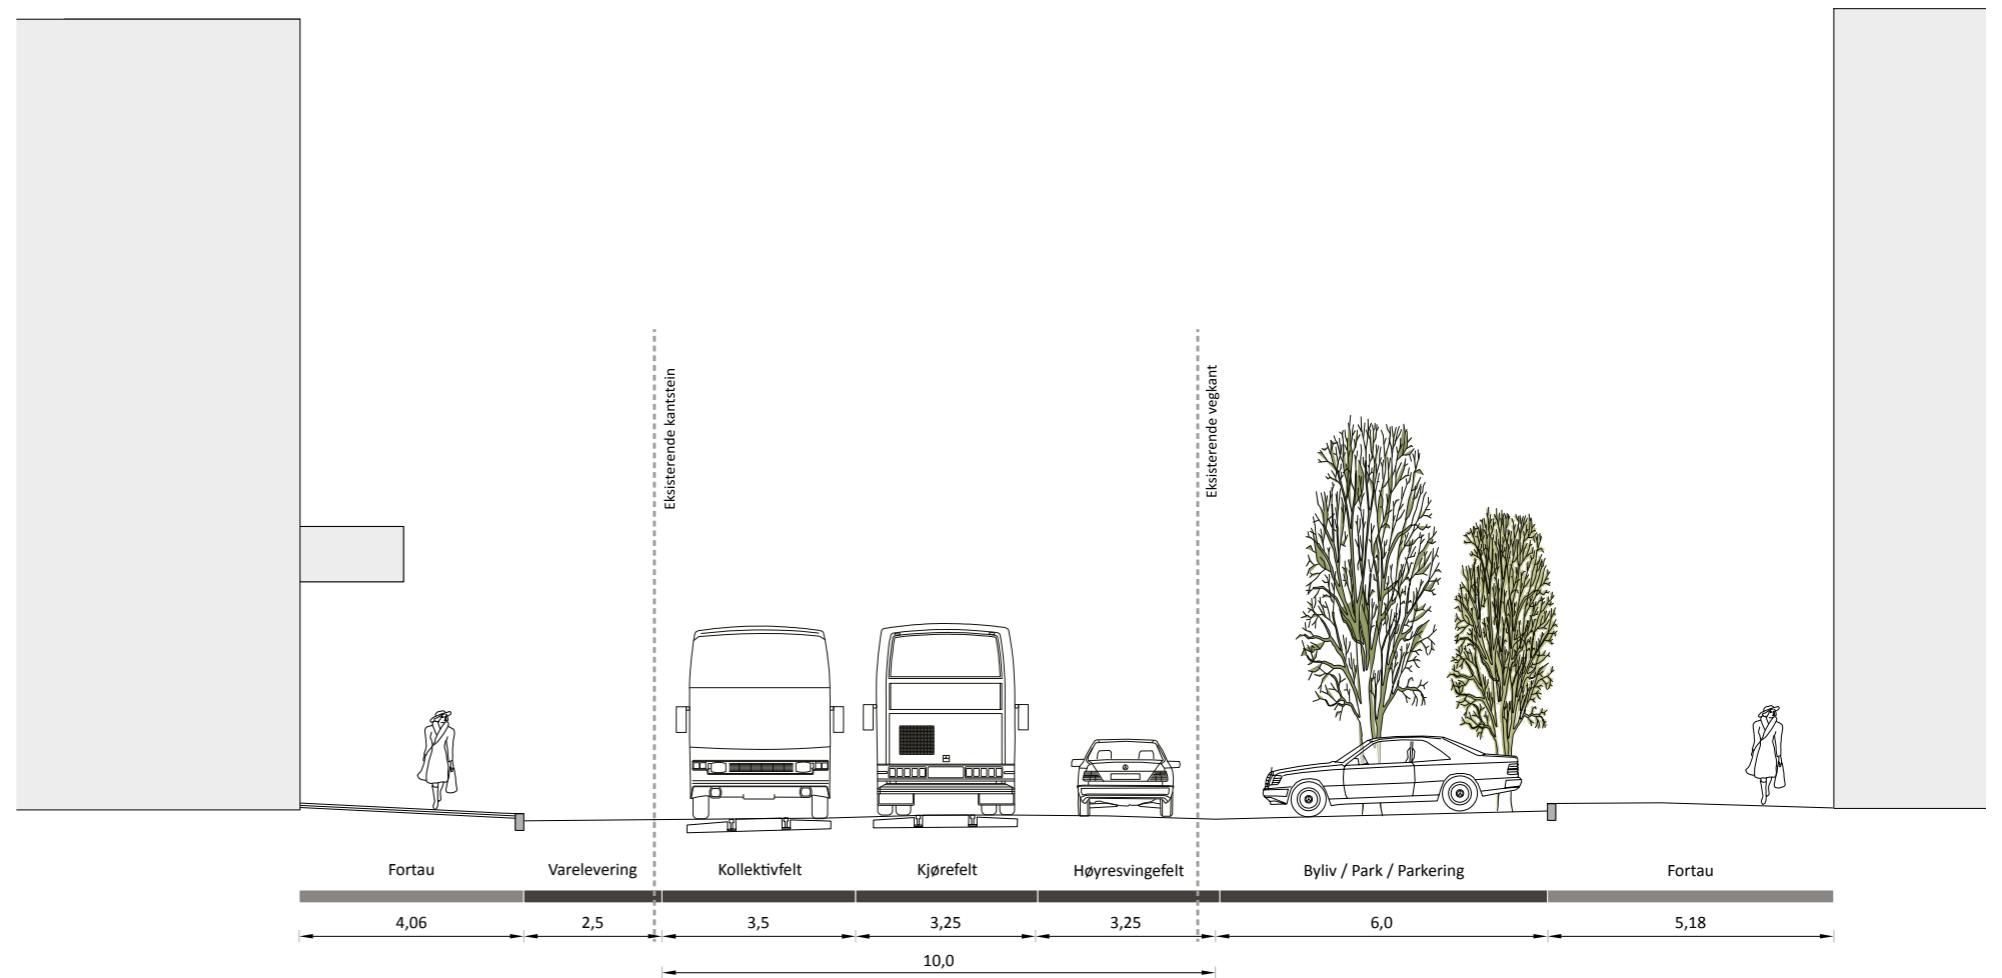 Eksisterende kantstein
Eksisterende vegkant
Fortau
Varelevering
Kollektivfelt
Kjørefelt
Høyresvingefelt
Byliv / Park / Parkering
Fortau
4,06
2,5
3,5
3,25
3,25
6,0
5,18
10,0